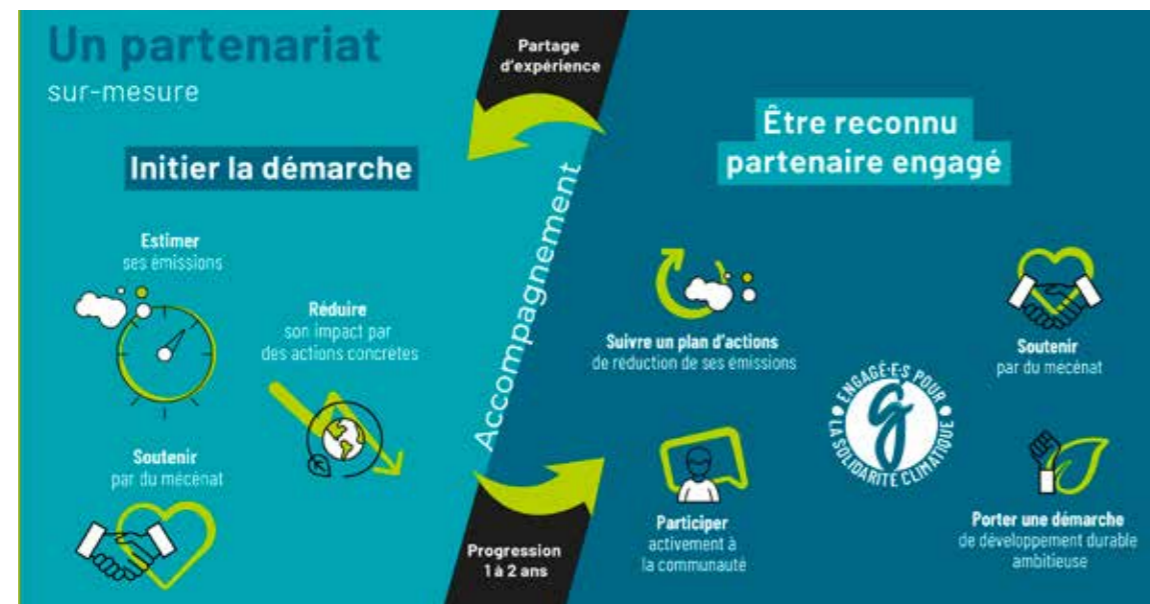 Un partenariat
sur-mesure
Initier la démarche
Estimer
ses émissions
Réduire
son impact par
des actions concrètes
Soutenir
par du mécénat
Partage
d'expérience
Accompagnement
Progression
1 à 2 ans
Être reconnu
partenaire engagé
Suivre un plan d'actions
de réduction de ses émissions
Soutenir
par du mécénat
ENGAGÉ·E·S POUR
LA SOLIDARITÉ CLIMATIQUE
g
Participer
activement à
la communauté
Porter une démarche
de développement durable
ambitieuse